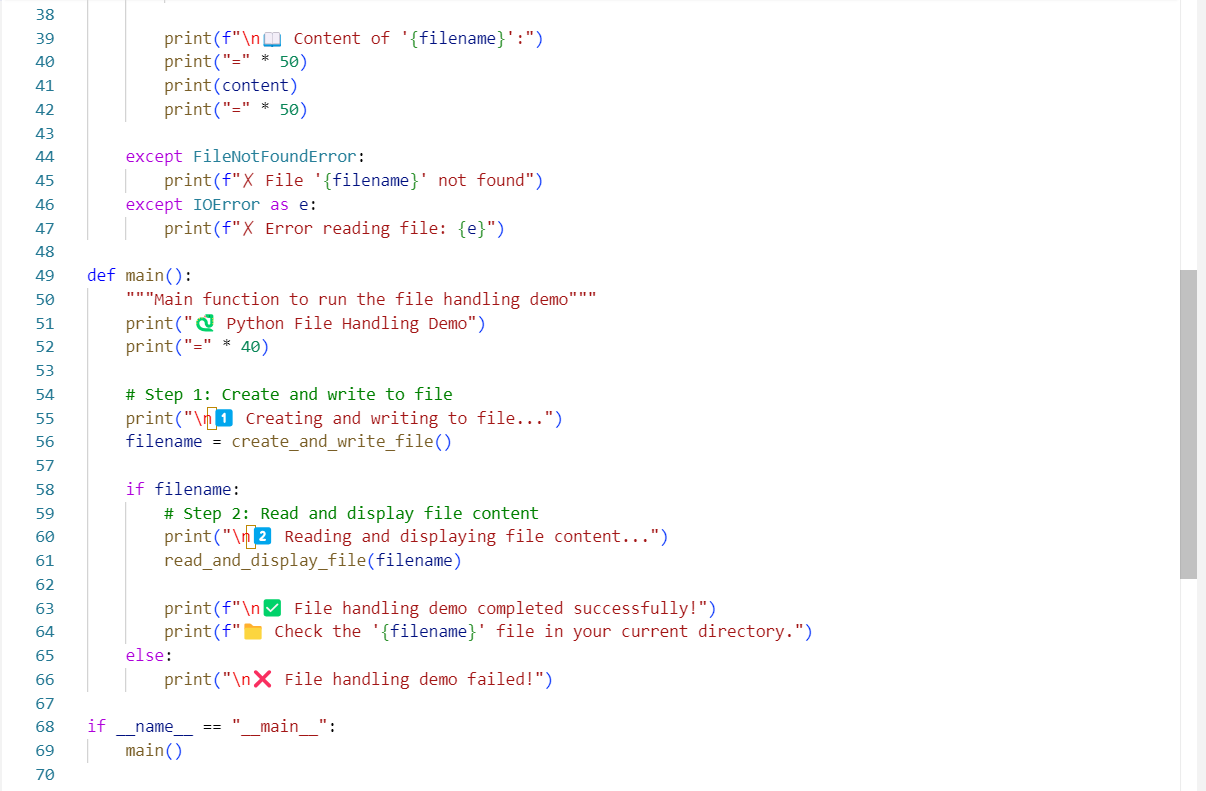 38
39 print(f"\n📖 Content of '{filename}':")
40 print("=" * 50)
41 print(content)
42 print("=" * 50)
43
44 except FileNotFoundError:
45 print(f"✗ File '{filename}' not found")
46 except IOError as e:
47 print(f"✗ Error reading file: {e}")
48
49 def main():
50 """Main function to run the file handling demo"""
51 print("🐍 Python File Handling Demo")
52 print("=" * 40)
53
54 # Step 1: Create and write to file
55 print("\n1️⃣ Creating and writing to file...")
56 filename = create_and_write_file()
57
58 if filename:
59 # Step 2: Read and display file content
60 print("\n2️⃣ Reading and displaying file content...")
61 read_and_display_file(filename)
62
63 print(f"\n✅ File handling demo completed successfully!")
64 print(f"📁 Check the '{filename}' file in your current directory.")
65 else:
66 print("\n❌ File handling demo failed!")
67
68 if __name__ == "__main__":
69 main()
70